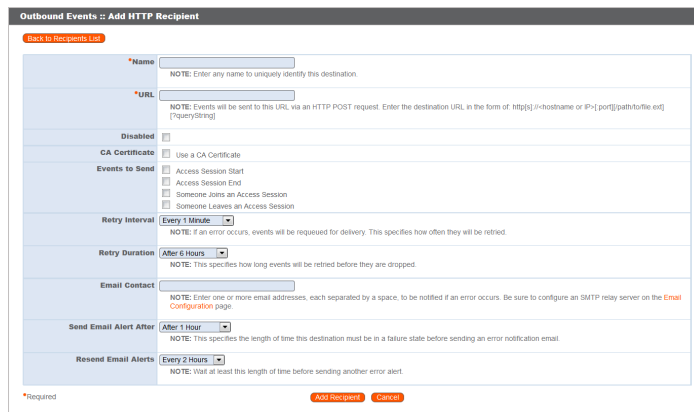 Outbound Events :: Add HTTP Recipient
Back to Recipients List
*Name
NOTE: Enter any name to uniquely identify this destination.
*URL
NOTE: Events will be sent to this URL via an HTTP POST request. Enter the destination URL in the form of: http[s]://<hostname or IP>[:port][/path/to/file.ext]
[?queryString]
Disabled
CA Certificate Use a CA Certificate
Events to Send Access Session Start
Access Session End
Someone Joins an Access Session
Someone Leaves an Access Session
Retry Interval Every 1 Minute
NOTE: If an error occurs, events will be requeued for delivery. This specifies how often they will be retried.
Retry Duration After 6 Hours
NOTE: This specifies how long events will be retried before they are dropped.
Email Contact
NOTE: Enter one or more email addresses, each separated by a space, to be notified if an error occurs. Be sure to configure an SMTP relay server on the Email
Configuration page.
Send Email Alert After After 1 Hour
NOTE: This specifies the length of time this destination must be in a failure state before sending an error notification email.
Resend Email Alerts Every 2 Hours
NOTE: Wait at least this length of time before sending another error alert.
*Required Add Recipient Cancel